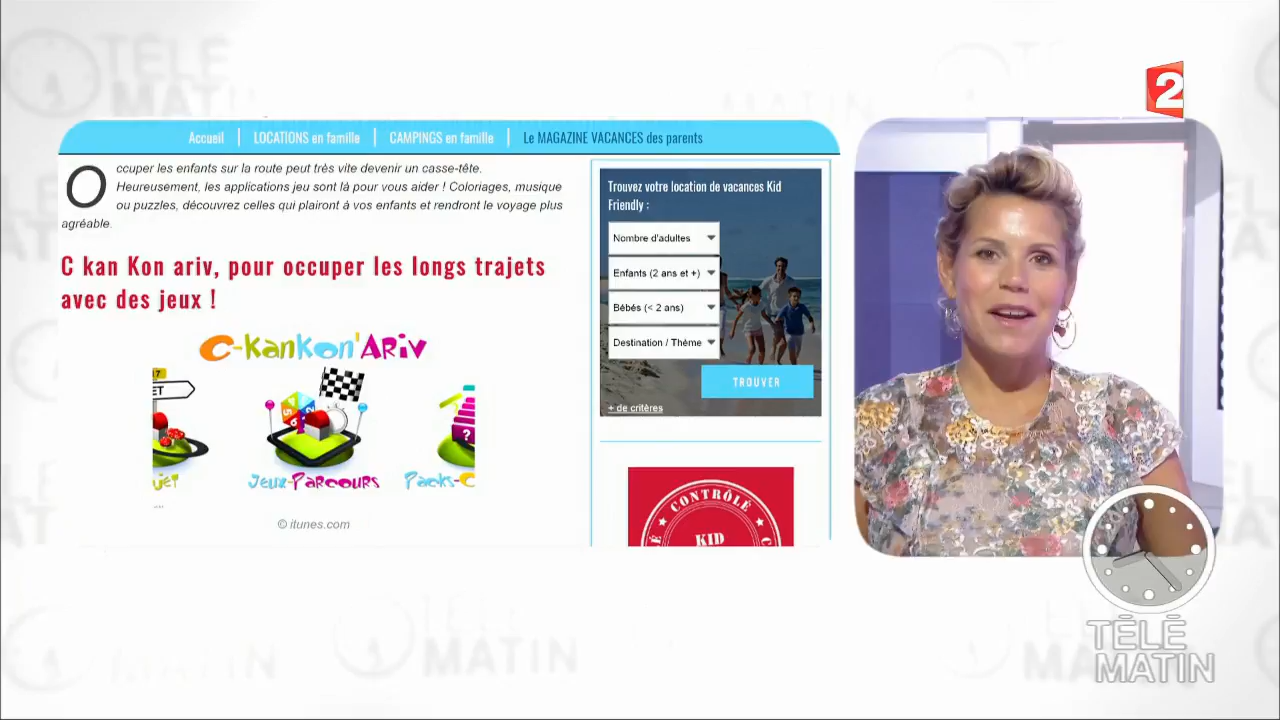 2
Accueil
LOCATIONS en famille
CAMPINGS en famille
Le MAGAZINE VACANCES des parents
Occuper les enfants sur la route peut très vite devenir un casse-tête.
Heureusement, les applications jeu sont là pour vous aider ! Coloriages, musique
ou puzzles, découvrez celles qui plairont à vos enfants et rendront le voyage plus
agréable.
C kan Kon ariv, pour occuper les longs trajets
avec des jeux !
C-kanKon'Ariv
Jeux-Parcours
Packs-C
...
© itunes.com
Trouvez votre location de vacances Kid
Friendly :
Nombre d'adultes
Enfants (2 ans et +)
Bébés (< 2 ans)
Destination / Thème
TROUVER
+ de critères
CONTRÔLÉ
KID
TÉLÉ
MATIN